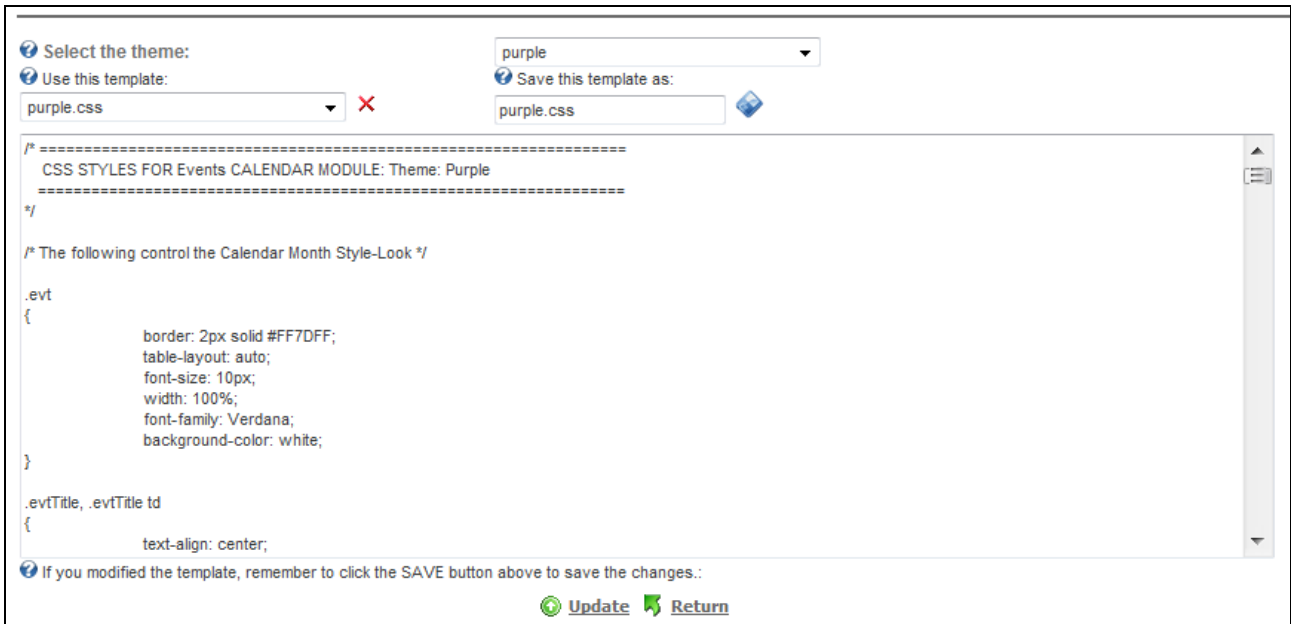 Select the theme: purple
Use this template: Save this template as:
purple.css purple.css
/* ===================================================================
CSS STYLES FOR Events CALENDAR MODULE: Theme: Purple
===================================================================
*/
/* The following control the Calendar Month Style-Look */
.evt
{
border: 2px solid #FF7DFF;
table-layout: auto;
font-size: 10px;
width: 100%;
font-family: Verdana;
background-color: white;
}
.evtTitle, .evtTitle td
{
text-align: center;
If you modified the template, remember to click the SAVE button above to save the changes.:
Update Return